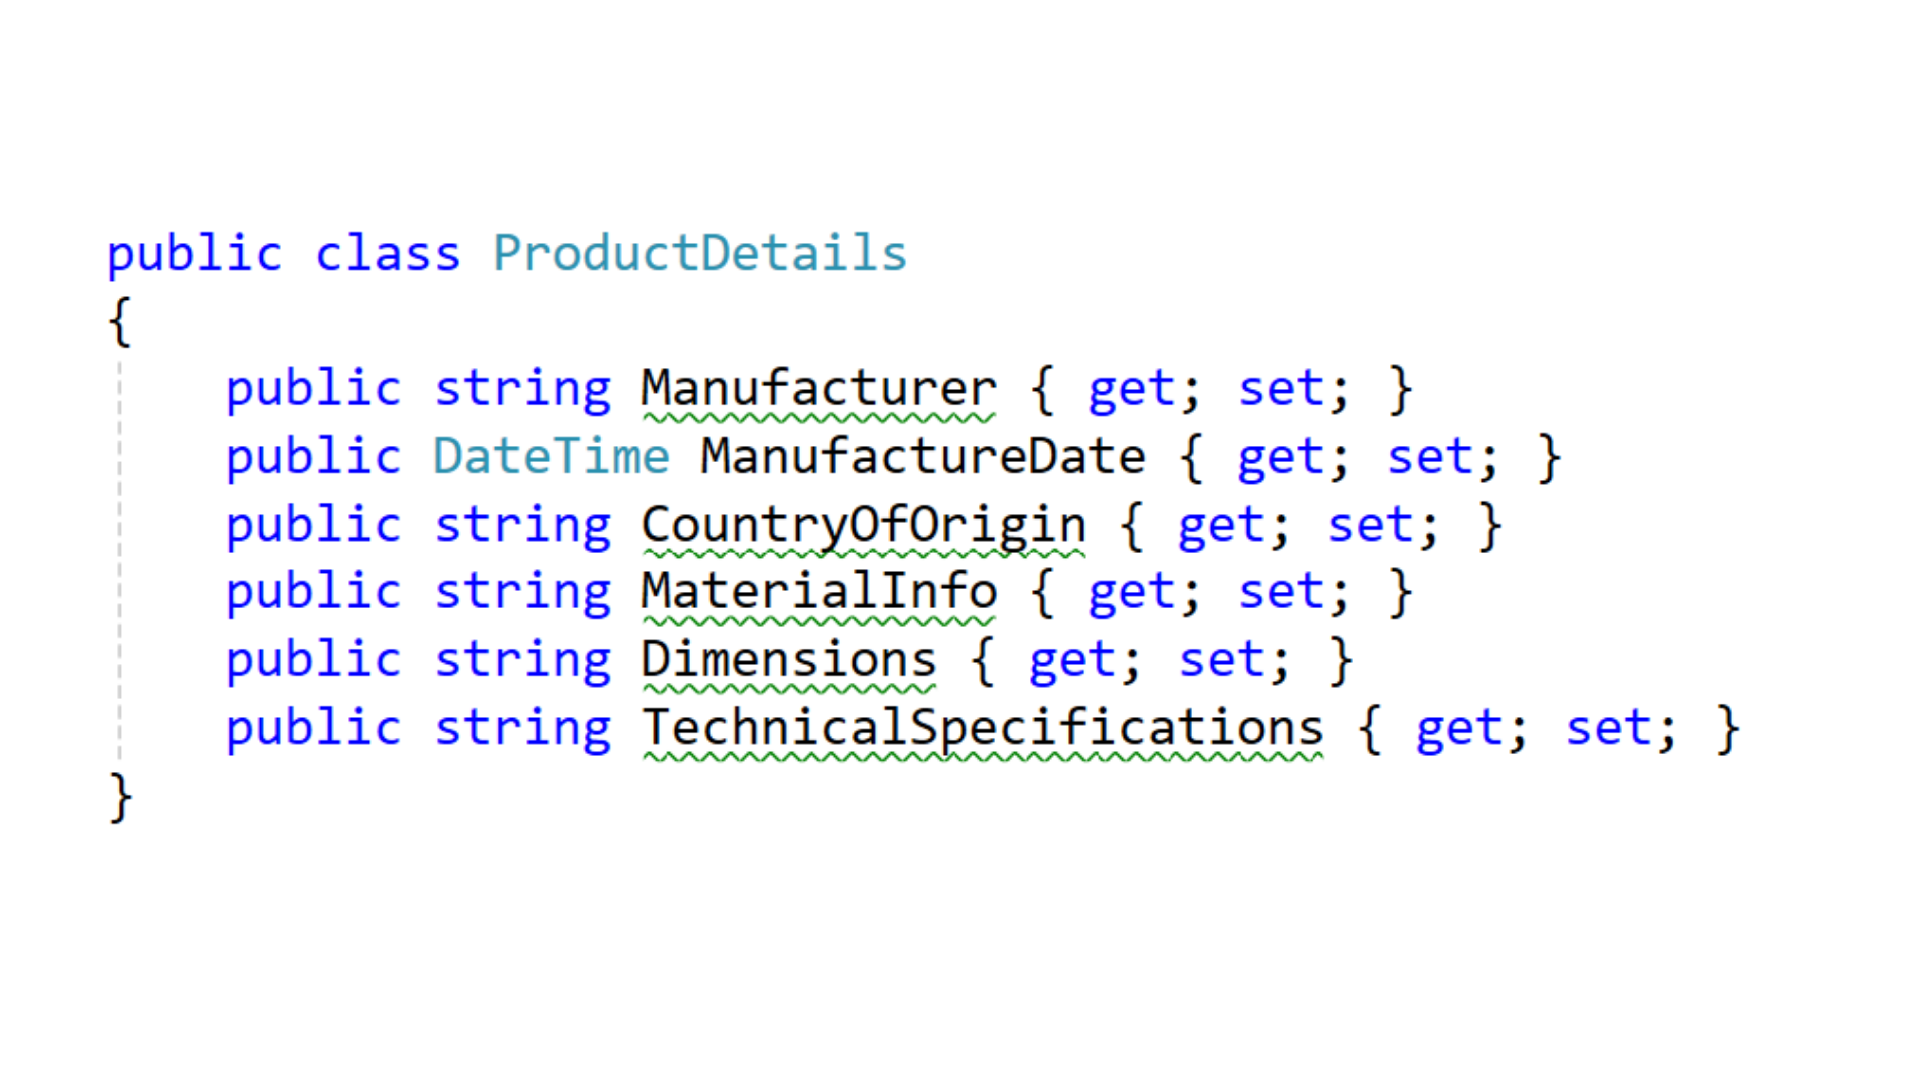 public class ProductDetails
{
public string Manufacturer { get; set; }
public DateTime ManufactureDate { get; set; }
public string CountryOfOrigin { get; set; }
public string MaterialInfo { get; set; }
public string Dimensions { get; set; }
public string TechnicalSpecifications { get; set; }
}